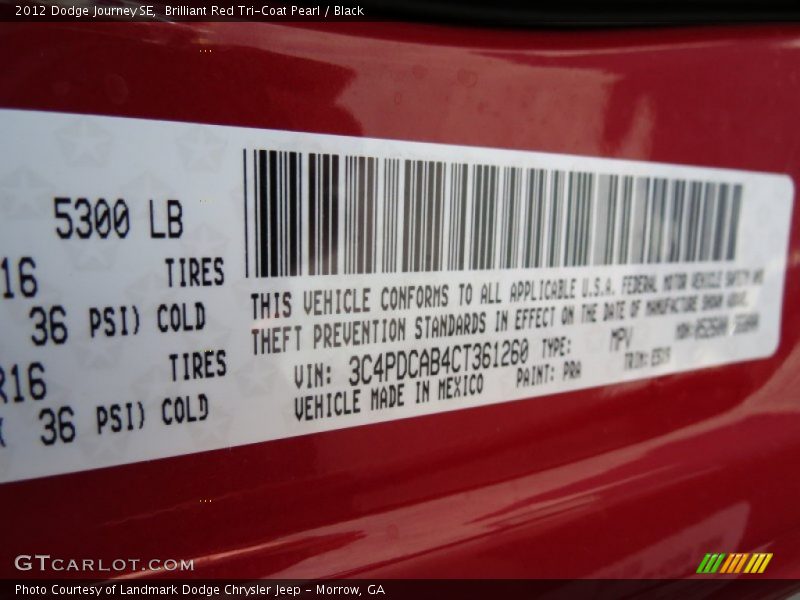 2012 Dodge Journey SE, Brilliant Red Tri-Coat Pearl / Black
5300 LB
16 TIRES
36 PSI) COLD
R16 TIRES
36 PSI) COLD
THIS VEHICLE CONFORMS TO ALL APPLICABLE U.S.A. FEDERAL MOTOR VEHICLE SAFETY AND
THEFT PREVENTION STANDARDS IN EFFECT ON THE DATE OF MANUFACTURE SHOWN ABOVE.
VIN: 3C4PDCAB4CT361260 TYPE: MPV
VEHICLE MADE IN MEXICO PAINT: PRA TRIM:
GTCARLOT.COM
Photo Courtesy of Landmark Dodge Chrysler Jeep - Morrow, GA